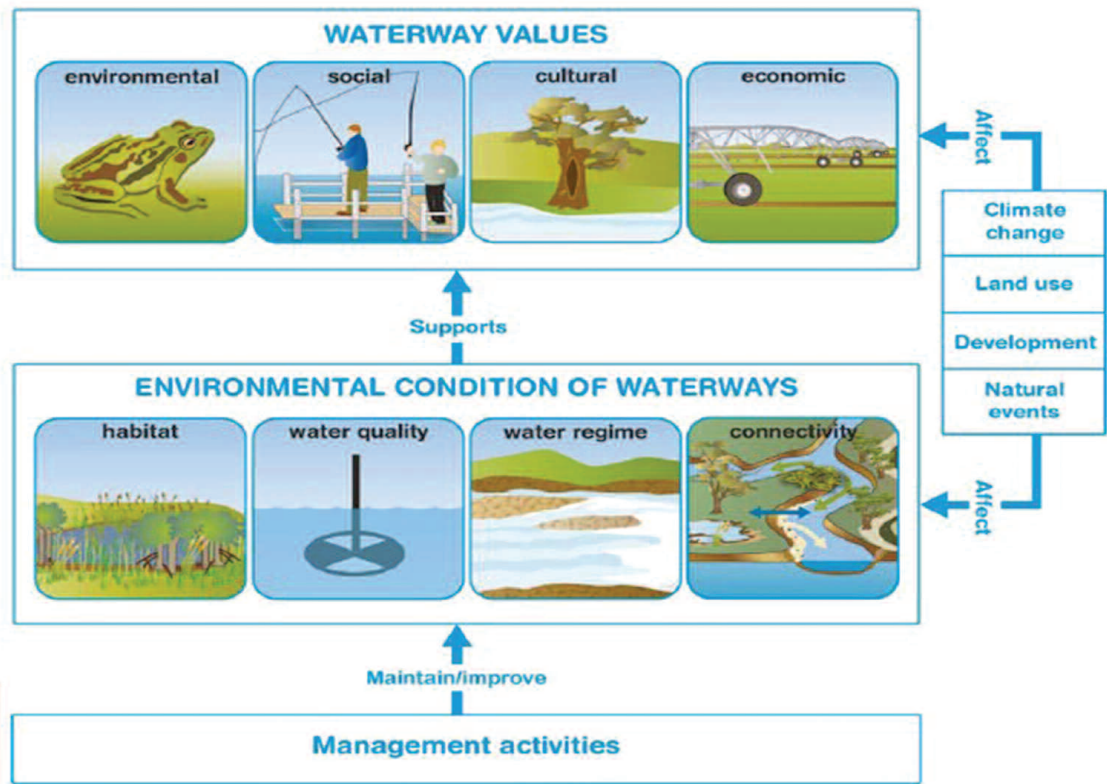 WATERWAY VALUES
environmental
social
cultural
economic
Affect
Climate
change
Land use
Development
Natural
events
Affect
Supports
ENVIRONMENTAL CONDITION OF WATERWAYS
habitat
water quality
water regime
connectivity
Maintain/improve
Management activities